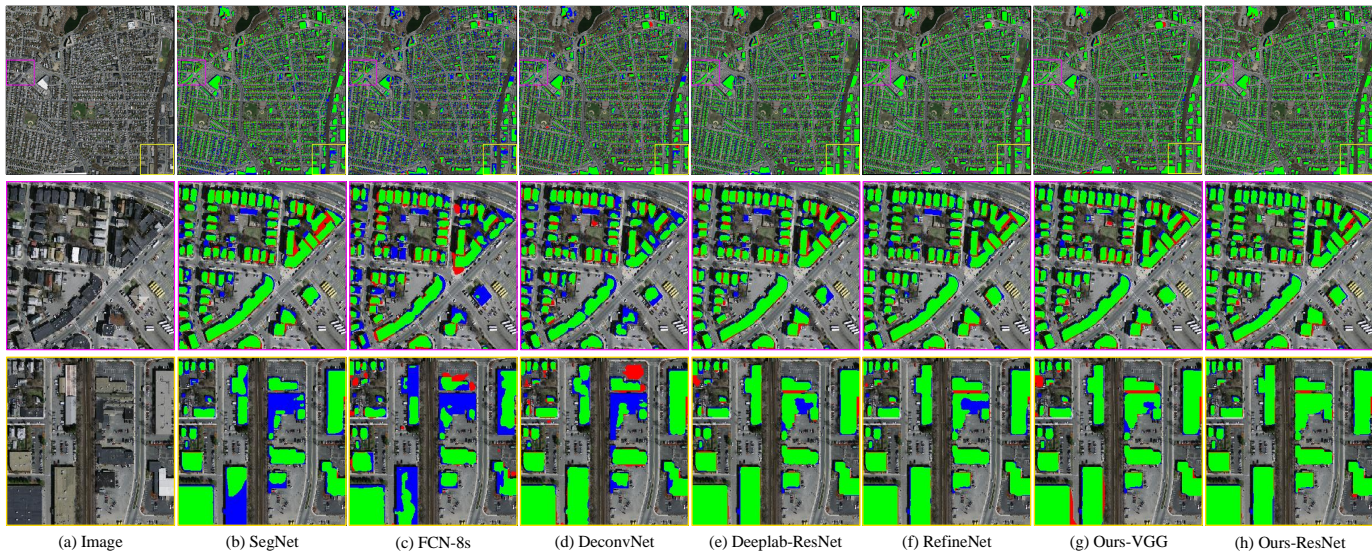 (a) Image
(b) SegNet
(c) FCN-8s
(d) DeconvNet
(e) Deeplab-ResNet
(f) RefineNet
(g) Ours-VGG
(h) Ours-ResNet